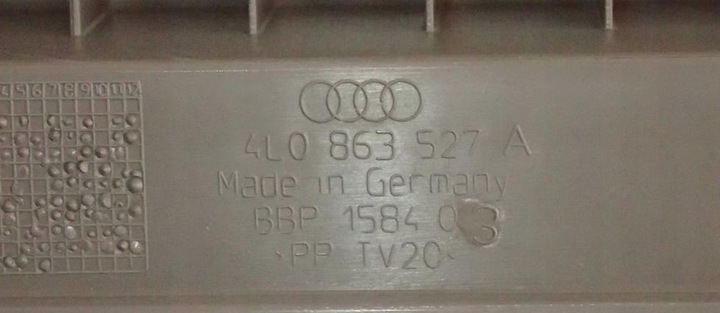 4L0 863 527 A
Made in Germany
BBP 1584 03
·PP TV20·